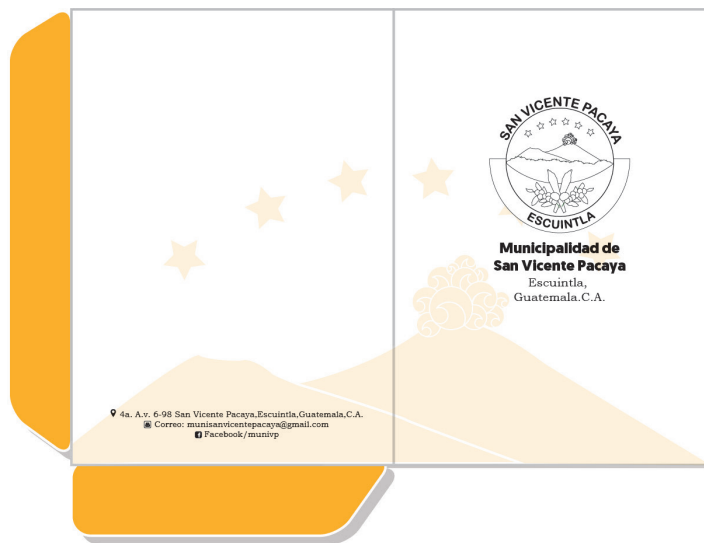 SAN VICENTE PACAYA
ESCUINTLA
Municipalidad de
San Vicente Pacaya
Escuintla,
Guatemala.C.A.
4a. A.v. 6-98 San Vicente Pacaya,Escuintla,Guatemala,C.A.
Correo: munisanvicentepacaya@gmail.com
Facebook/munivp